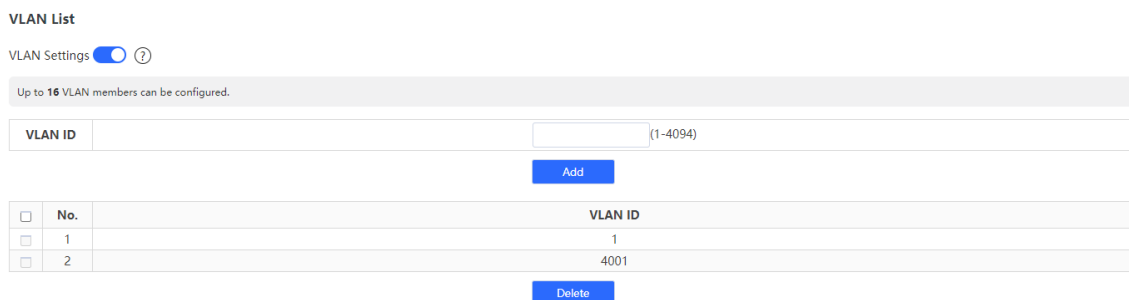 VLAN List
VLAN Settings ?
Up to 16 VLAN members can be configured.
VLAN ID (1-4094)
Add
No. VLAN ID
1 1
2 4001
Delete